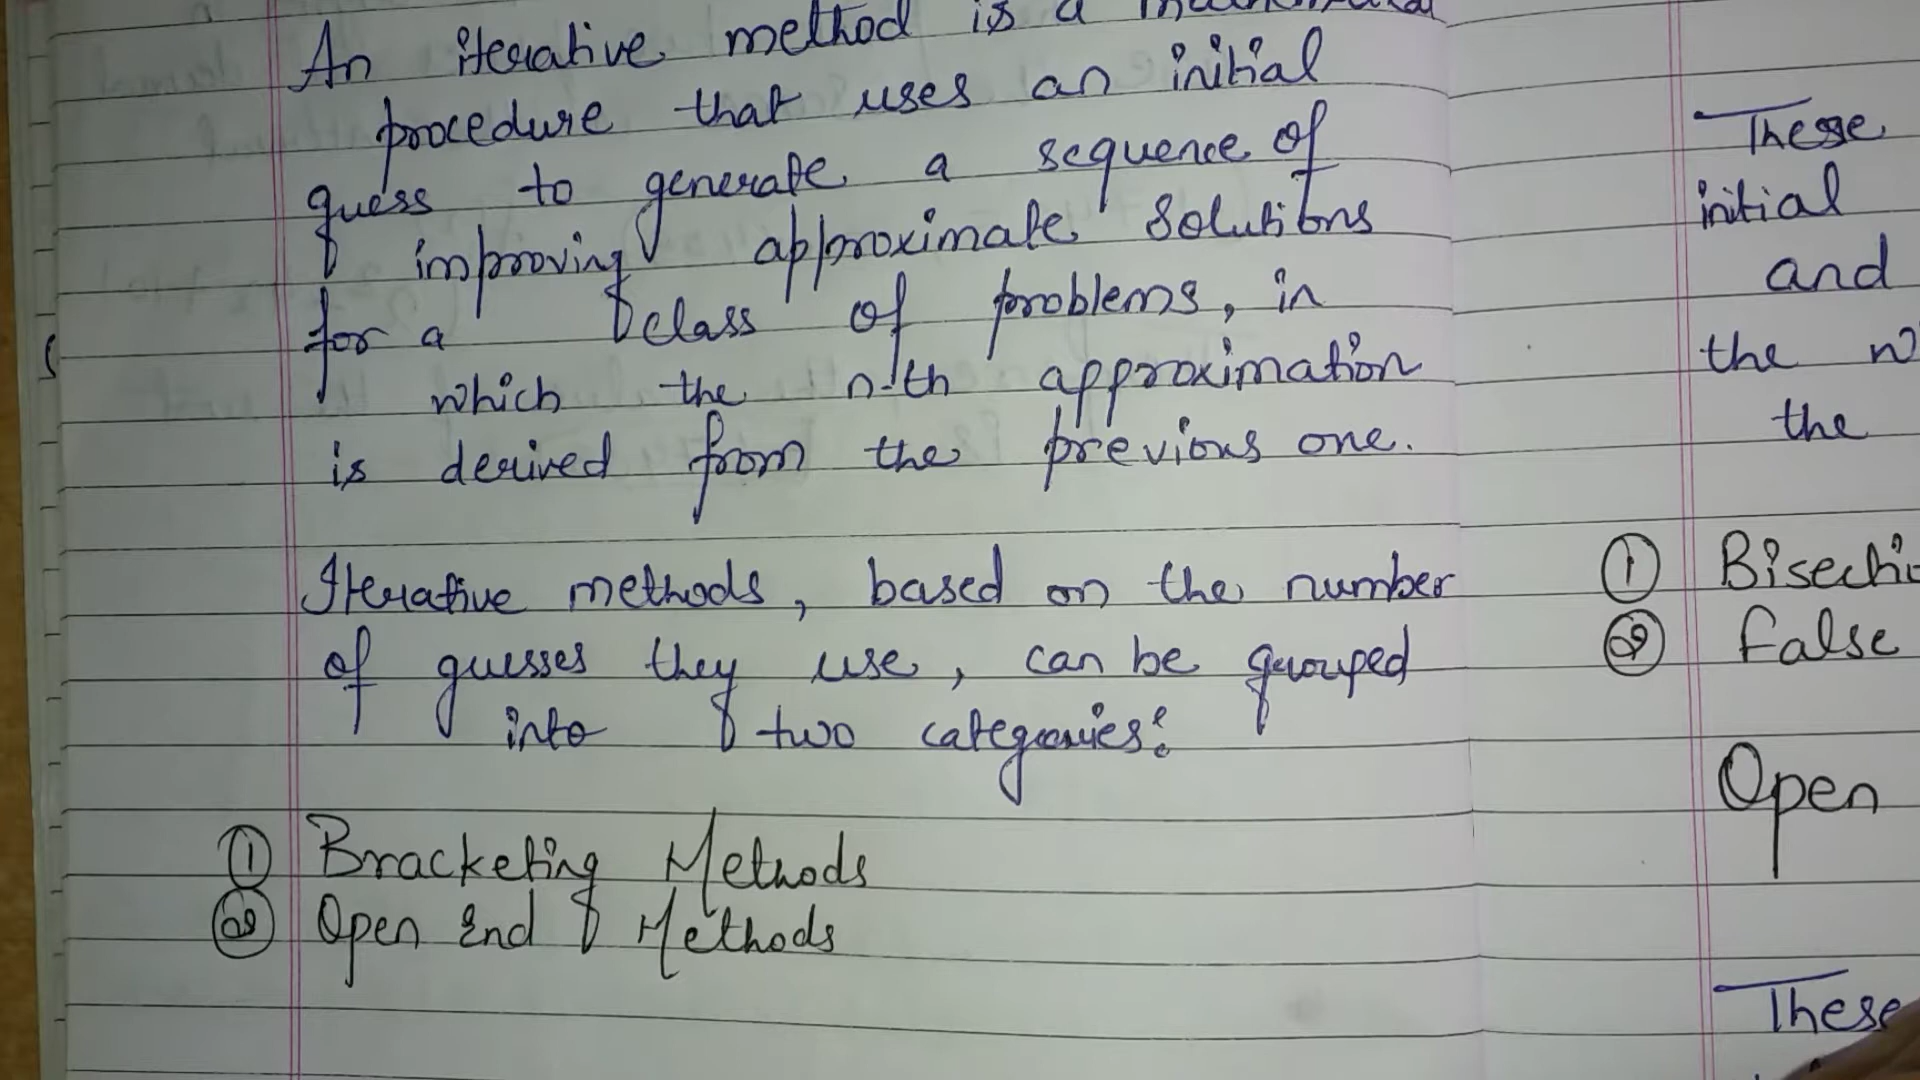 An iterative method is a mathematical
procedure that uses an initial
guess to generate a sequence of
improving approximate solutions
for a class of problems, in
which the n-th approximation
is derived from the previous one.
Iterative methods, based on the number
of guesses they use, can be grouped
into two categories:
① Bracketing Methods
② Open End Methods
These
initial
and
the
the
①
② False
Open
These